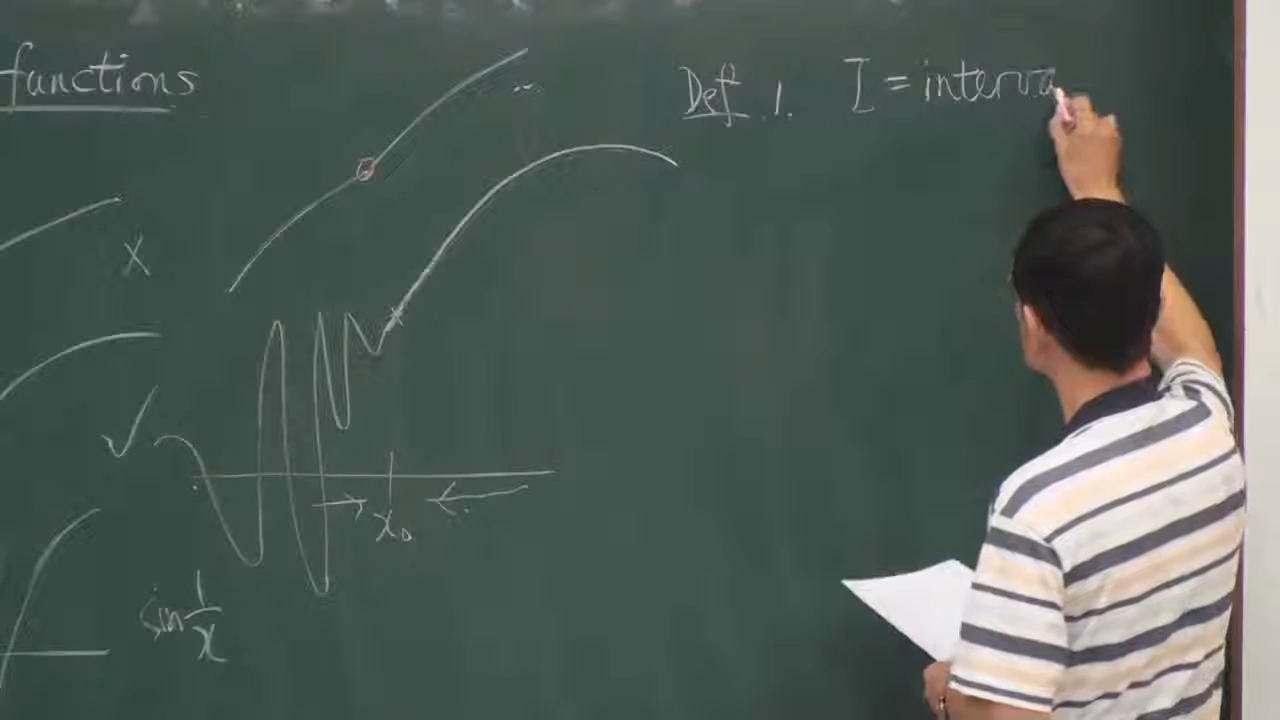 functions
X
x₀
sin 1/x
Def 1. I = interva